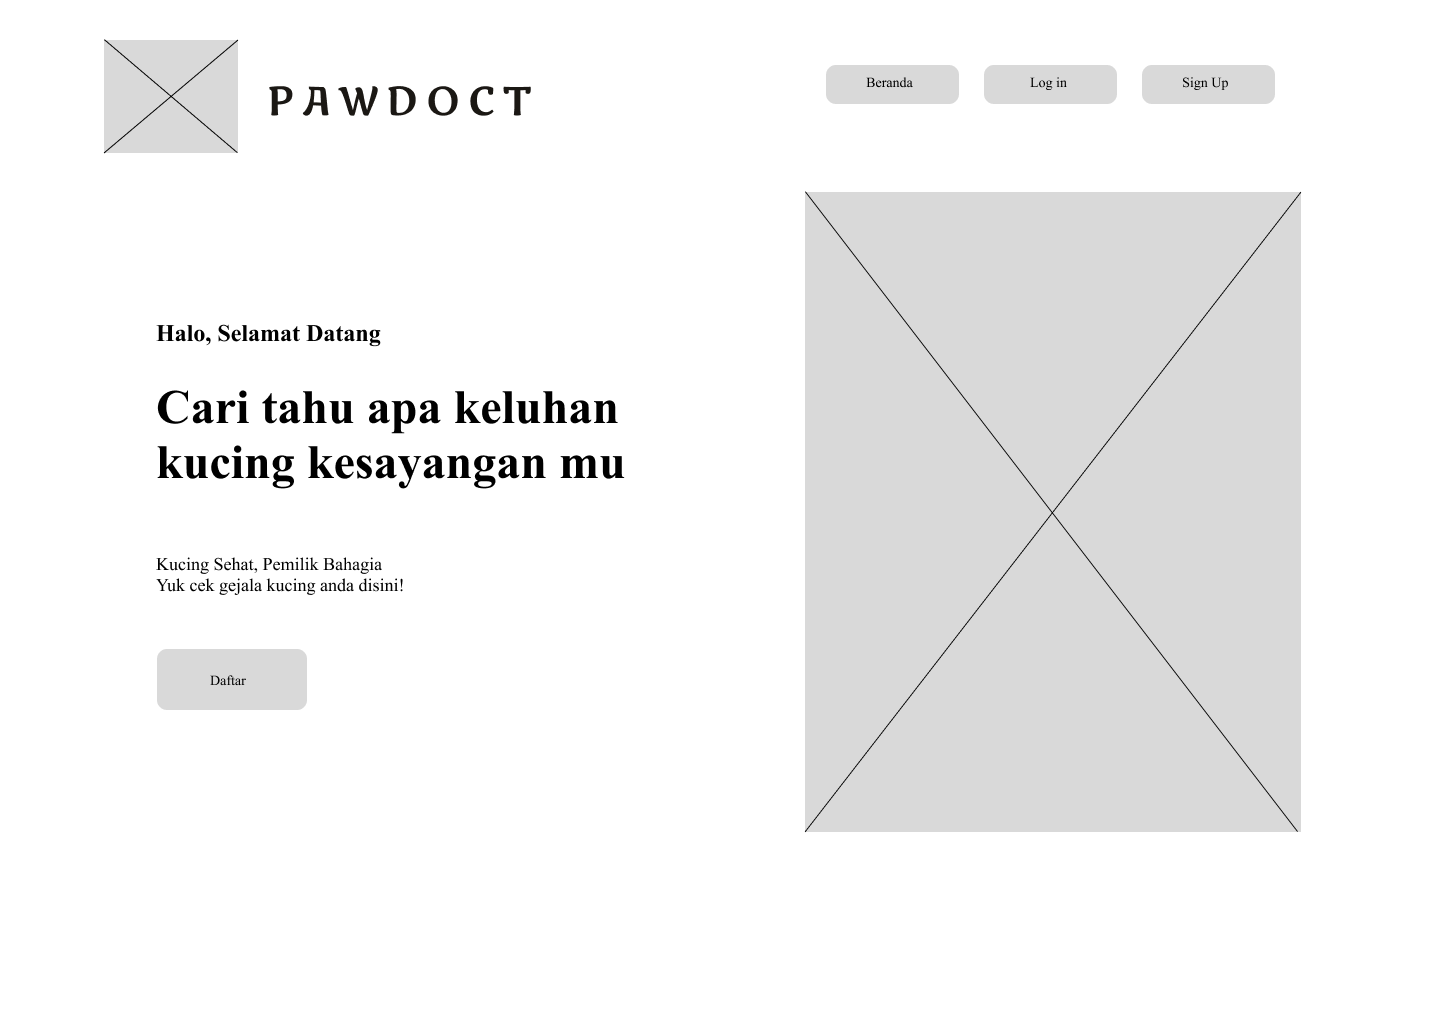 PAWDOCT
Beranda
Log in
Sign Up
Halo, Selamat Datang
Cari tahu apa keluhan
kucing kesayangan mu
Kucing Sehat, Pemilik Bahagia
Yuk cek gejala kucing anda disini!
Daftar